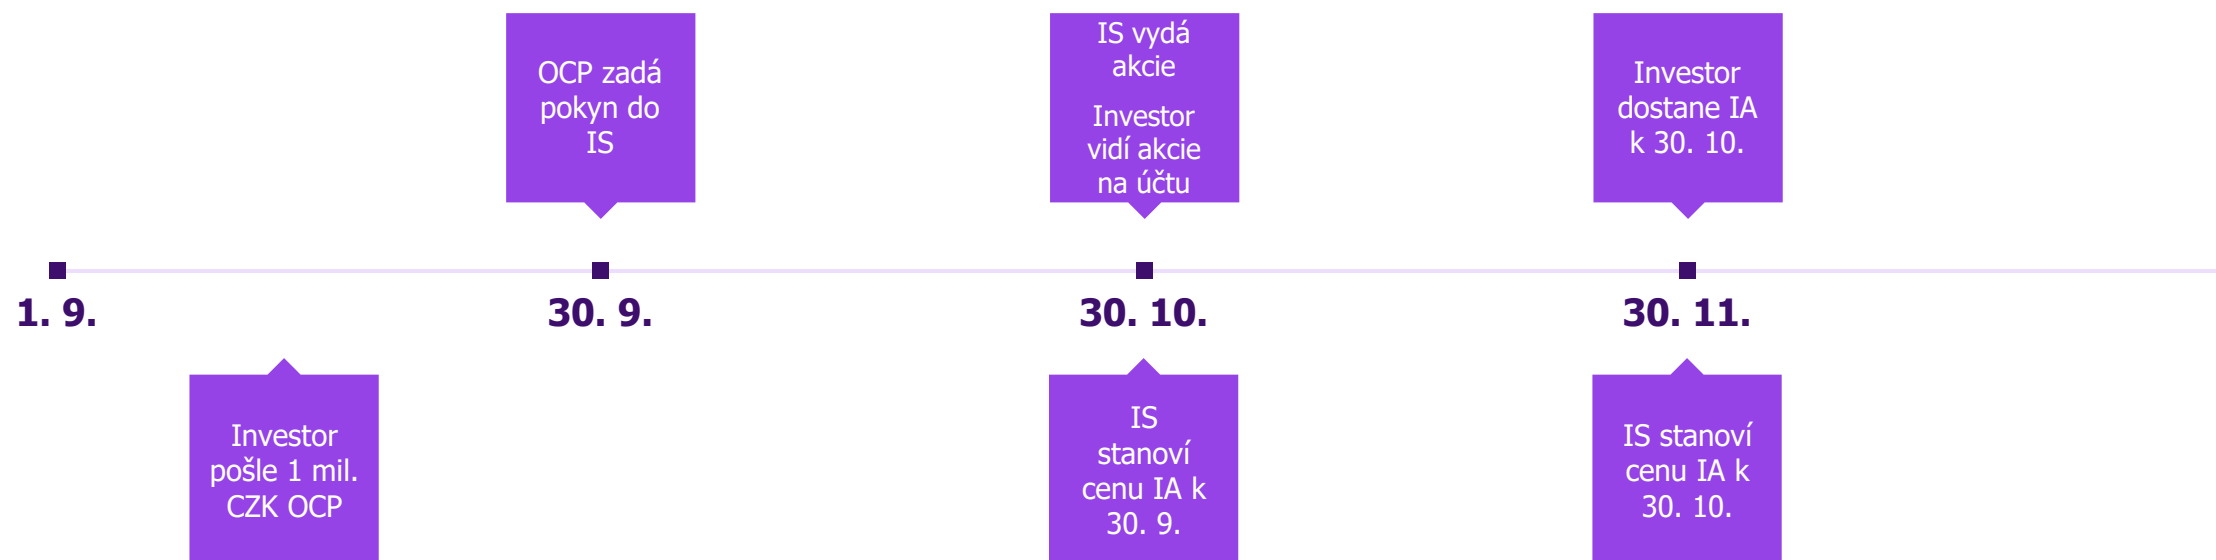 OCP zadá
pokyn do
IS
IS vydá
akcie
Investor
vidí akcie
na účtu
Investor
dostane IA
k 30. 10.
1. 9.
30. 9.
30. 10.
30. 11.
Investor
pošle 1 mil.
CZK OCP
IS
stanoví
cenu IA k
30. 9.
IS stanoví
cenu IA k
30. 10.